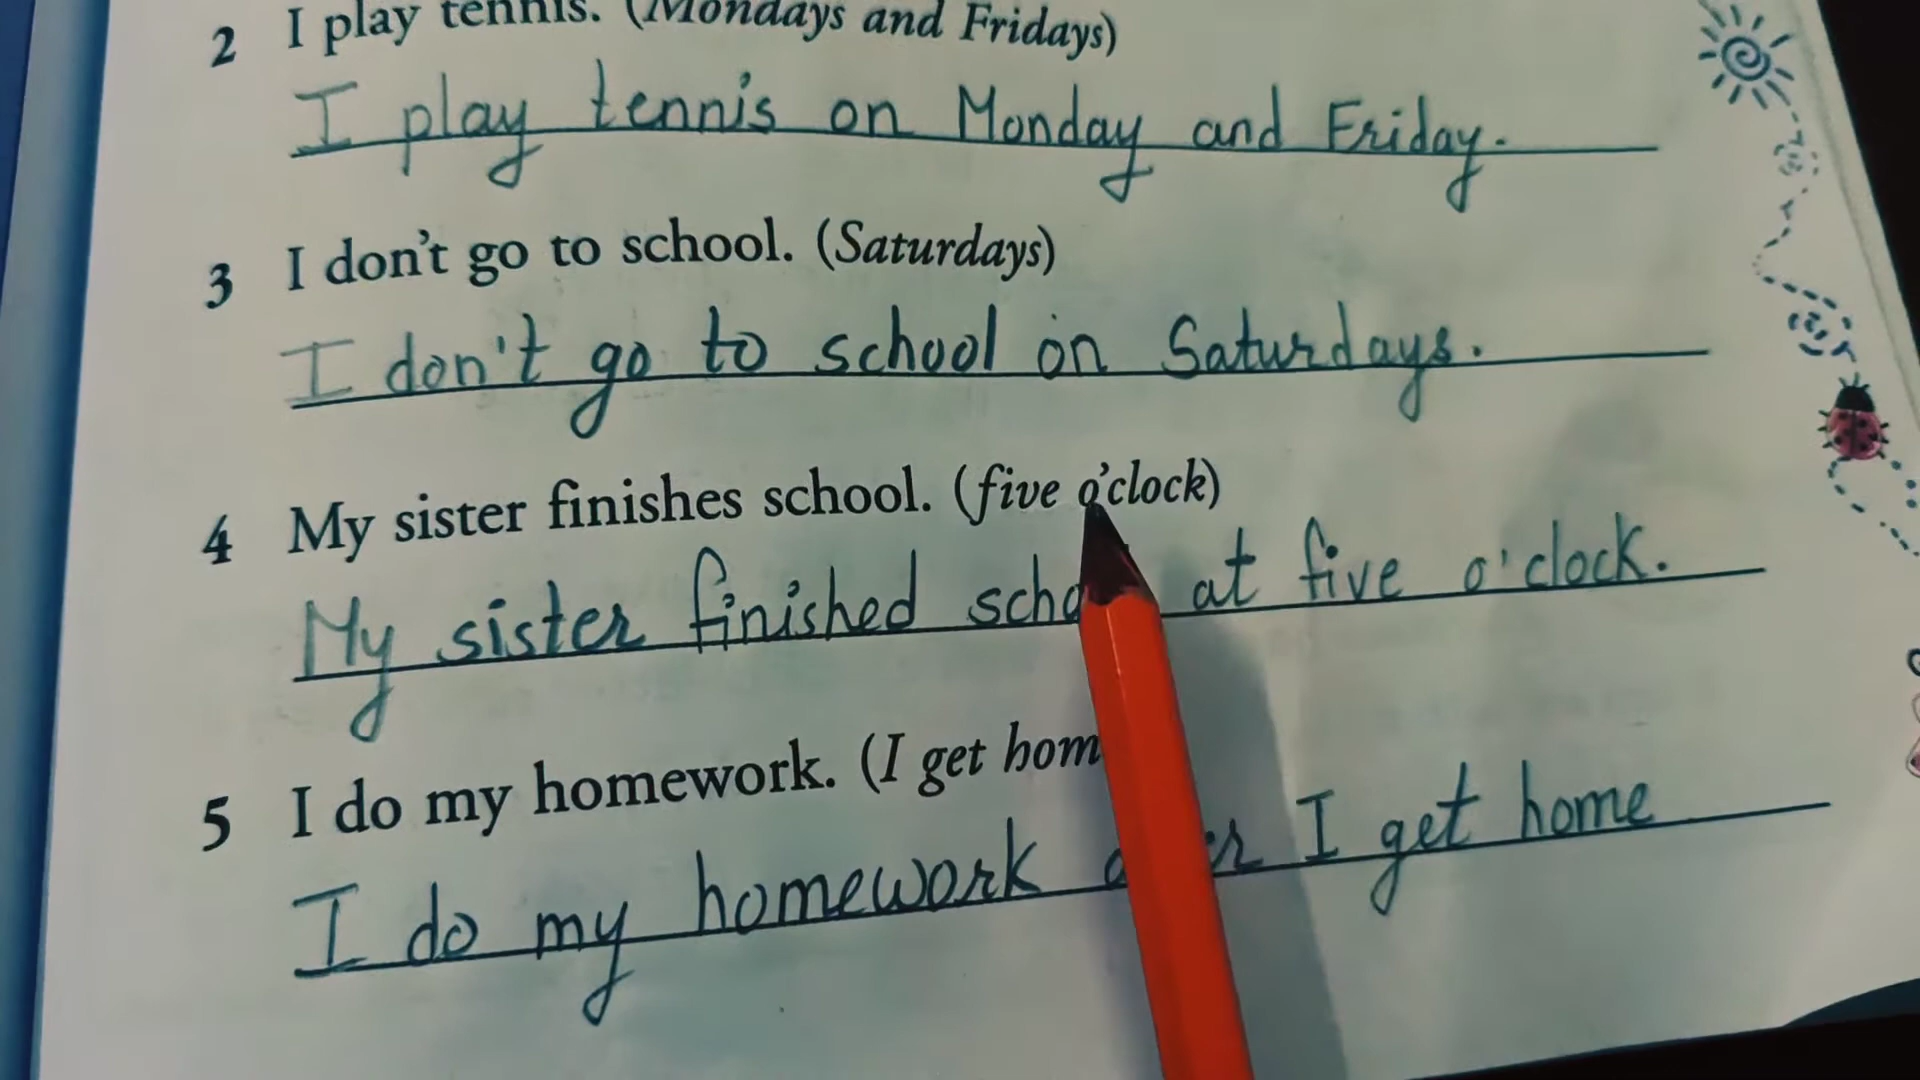 2 I play tennis. (Mondays and Fridays)
I play tennis on Monday and Friday.
3 I don't go to school. (Saturdays)
I don't go to school on Saturdays.
4 My sister finishes school. (five o'clock)
My sister finished scho at five o'clock.
5 I do my homework. (I get hom
I do my homework I get home